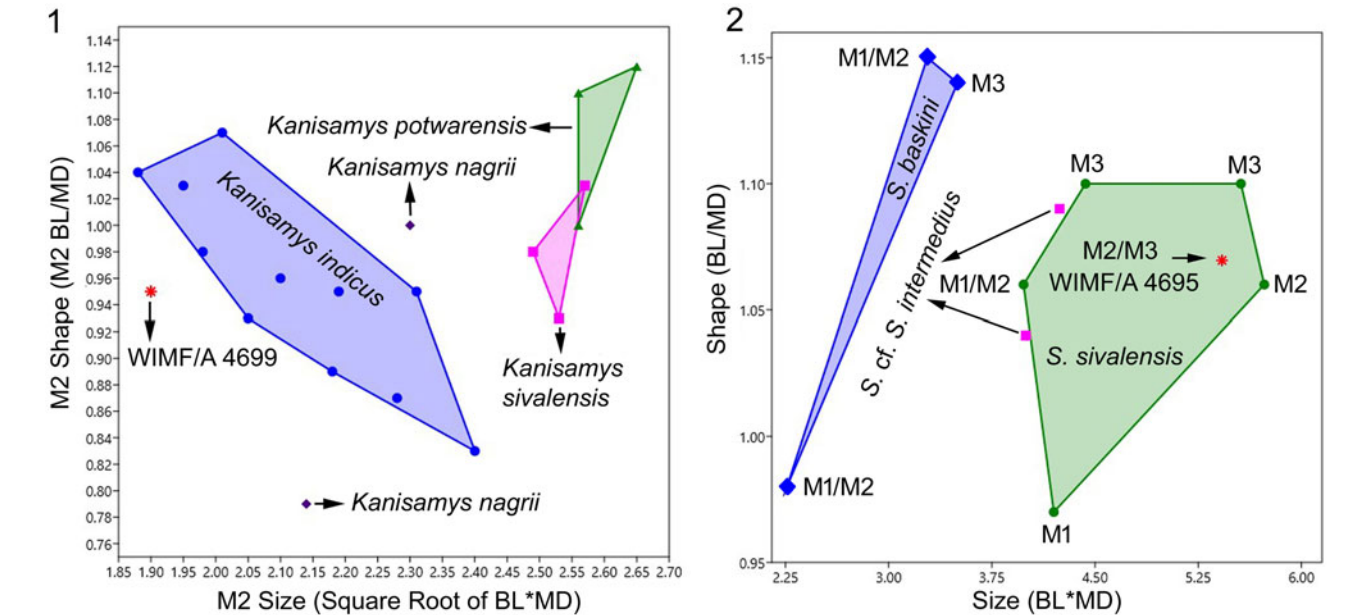 1
1.14
1.12
1.10
1.08
1.06
1.04
1.02
1.00
0.98
0.96
0.94
0.92
0.90
0.88
0.86
0.84
0.82
0.80
0.78
0.76
M2 Shape (M2 BL/MD)
Kanisamys potwarensis
Kanisamys nagrii
Kanisamys indicus
WIMF/A 4699
Kanisamys
sivalensis
Kanisamys nagrii
1.85 1.90 1.95 2.00 2.05 2.10 2.15 2.20 2.25 2.30 2.35 2.40 2.45 2.50 2.55 2.60 2.65 2.70
M2 Size (Square Root of BL*MD)
2
1.15
1.10
1.05
1.00
0.95
Shape (BL/MD)
M1/M2
M3
S. baskini
S. cf. S. intermedius
M3
M3
M2/M3
WIMF/A 4695
M1/M2
M2
S. sivalensis
M1/M2
M1
2.25 3.00 3.75 4.50 5.25 6.00
Size (BL*MD)